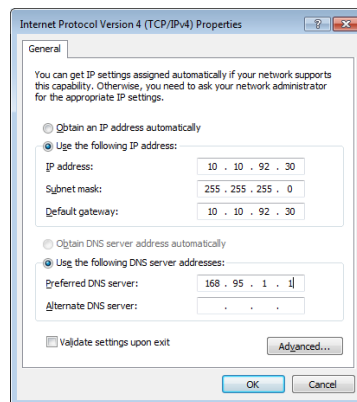 Internet Protocol Version 4 (TCP/IPv4) Properties
General
You can get IP settings assigned automatically if your network supports
this capability. Otherwise, you need to ask your network administrator
for the appropriate IP settings.
Obtain an IP address automatically
Use the following IP address:
IP address: 10 . 10 . 92 . 30
Subnet mask: 255 . 255 . 255 . 0
Default gateway: 10 . 10 . 92 . 30
Obtain DNS server address automatically
Use the following DNS server addresses:
Preferred DNS server: 168 . 95 . 1 . 1
Alternate DNS server: . . .
Validate settings upon exit
Advanced...
OK Cancel